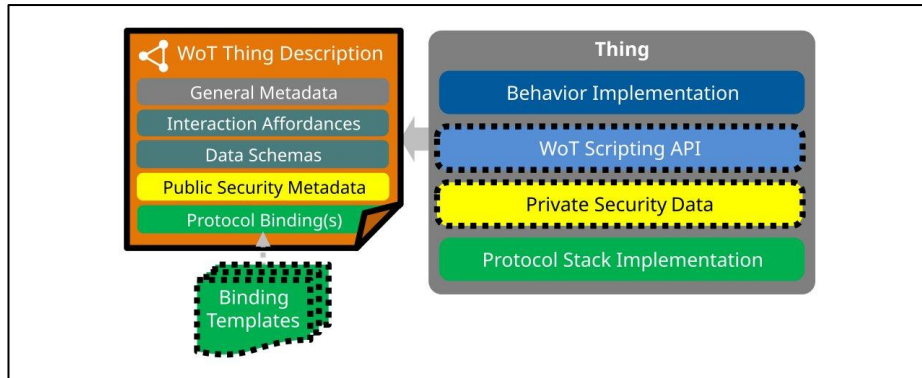 WoT Thing Description
General Metadata
Interaction Affordances
Data Schemas
Public Security Metadata
Protocol Binding(s)
Binding
Templates
Thing
Behavior Implementation
WoT Scripting API
Private Security Data
Protocol Stack Implementation